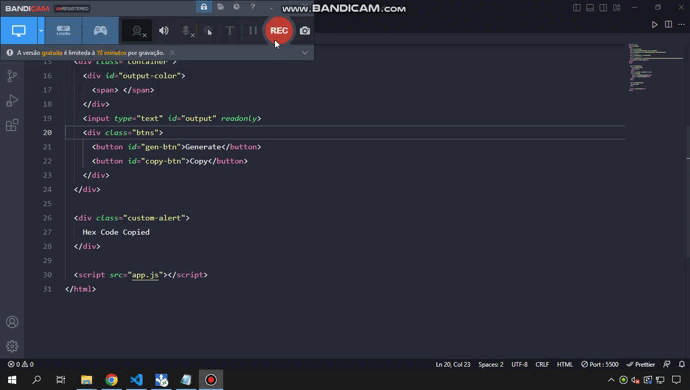 BANDICAM UNREGISTERED
www.BANDICAM.com
REC
A versão gratuita é limitada à 10 minutos por gravação.
15 <div class="container">
16 <div id="output-color">
17 <span> </span>
18 </div>
19 <input type="text" id="output" readonly>
20 <div class="btns">
21 <button id="gen-btn">Generate</button>
22 <button id="copy-btn">Copy</button>
23 </div>
24 </div>
25
26 <div class="custom-alert">
27 Hex Code Copied
28 </div>
29
30 <script src="app.js"></script>
31 </html>
0 0 Ln 20, Col 23 Spaces: 2 UTF-8 CRLF HTML Port : 5500 Prettier